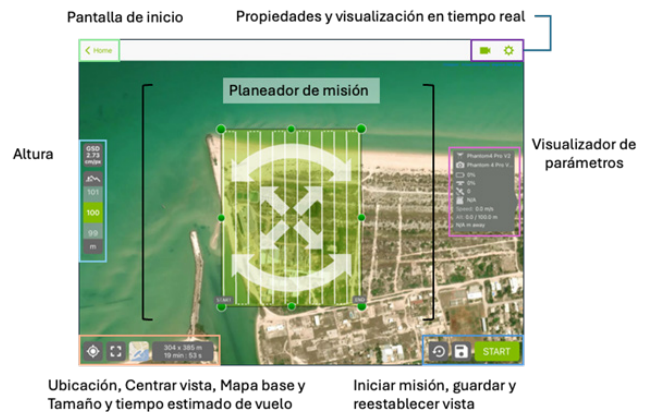 Pantalla de inicio
Propiedades y visualización en tiempo real
Home
Planeador de misión
Altura
GSD
2.73
cm/px
101
100
99
m
Visualizador de
parámetros
Phantom4 Pro V2
Phantom 4 Pro V...
0%
0%
0
N/A
Speed: 0.0 m/s
Alt: 0.0 / 100.0 m
N/A m away
START
END
304 x 385 m
19 min : 53 s
START
Ubicación, Centrar vista, Mapa base y
Tamaño y tiempo estimado de vuelo
Iniciar misión, guardar y
reestablecer vista